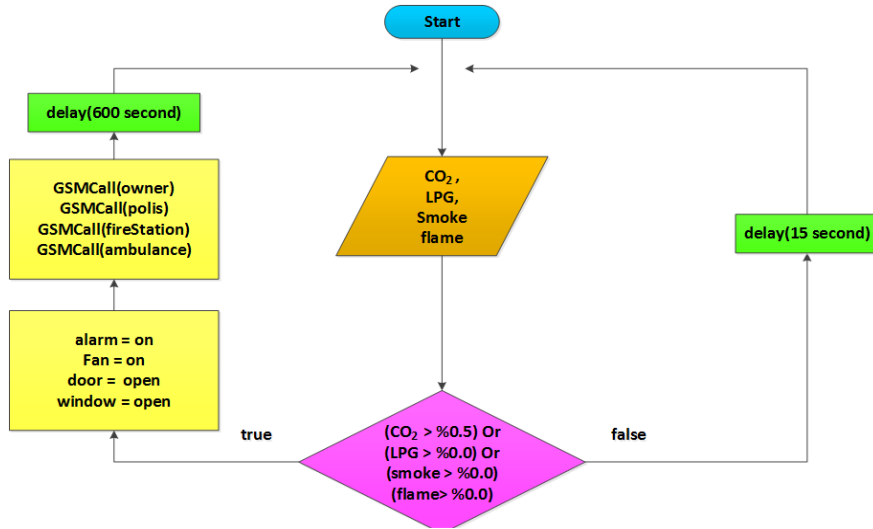 Start
delay(600 second)
GSMCall(owner)
GSMCall(polis)
GSMCall(fireStation)
GSMCall(ambulance)
CO₂ ,
LPG,
Smoke
flame
delay(15 second)
alarm = on
Fan = on
door = open
window = open
true
(CO₂ > %0.5) Or
(LPG > %0.0) Or
(smoke > %0.0)
(flame> %0.0)
false